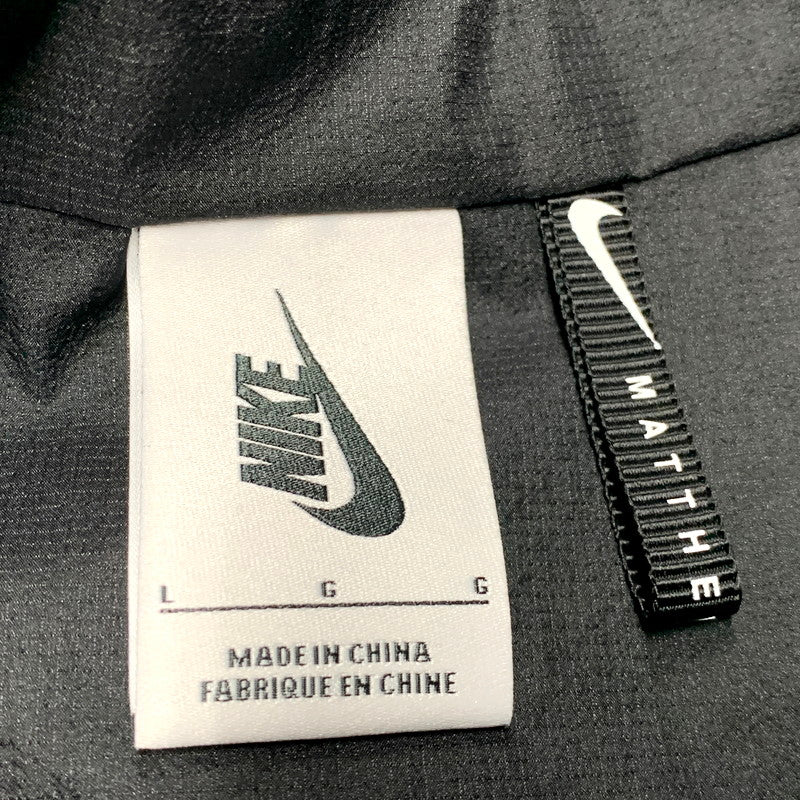 NIKE
L G G
MADE IN CHINA
FABRIQUE EN CHINE
MATTHE